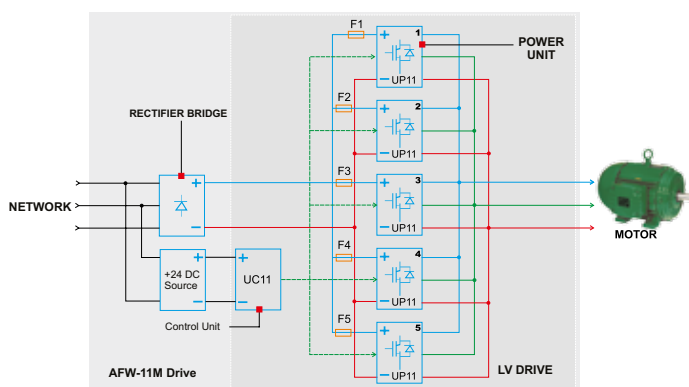 F1
+
1
POWER
UNIT
−
UP11
F2
+
2
RECTIFIER BRIDGE
−
UP11
F3
+
+
3
NETWORK
−
−
UP11
MOTOR
F4
+
4
+24 DC
Source
+
−
+
−
UC11
−
UP11
Control Unit
F5
+
5
−
UP11
AFW-11M Drive
LV DRIVE